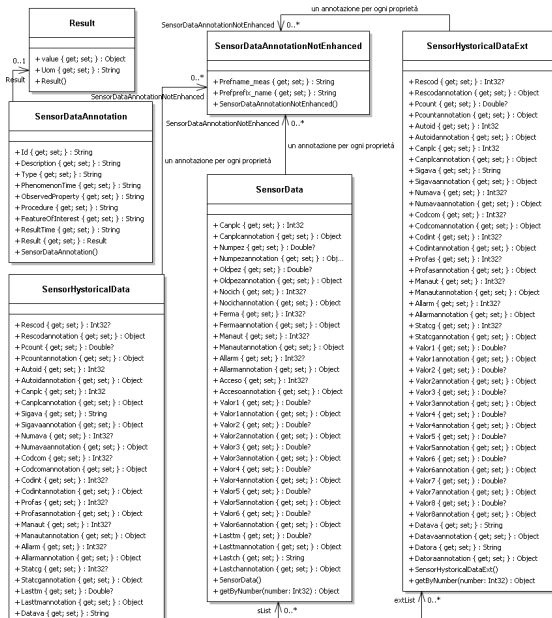 un annotazione per ogni proprietà
Result
+ value { get; set; } : Object
+ Uom { get; set; } : String
+ Result()
0..1
Result
SensorDataAnnotation
+ Id { get; set; } : String
+ Description { get; set; } : String
+ Type { get; set; } : String
+ PhenomenonTime { get; set; } : String
+ ObservedProperty { get; set; } : String
+ Procedure { get; set; } : String
+ FeatureOfInterest { get; set; } : String
+ ResultTime { get; set; } : String
+ Result { get; set; } : Result
+ SensorDataAnnotation()
SensorHystoricalData
+ Rescod { get; set; } : Int32?
+ Rescodannotation { get; set; } : Object
+ Pcount { get; set; } : Double?
+ Pcountannotation { get; set; } : Object
+ Autoid { get; set; } : Int32
+ Autoidannotation { get; set; } : Object
+ Canplc { get; set; } : Int32
+ Canplcannotation { get; set; } : Object
+ Sigava { get; set; } : String
+ Sigavaannotation { get; set; } : Object
+ Numava { get; set; } : Int32?
+ Numavaannotation { get; set; } : Object
+ Codcom { get; set; } : Int32?
+ Codcomannotation { get; set; } : Object
+ Codint { get; set; } : Int32?
+ Codintannotation { get; set; } : Object
+ Profas { get; set; } : Int32?
+ Profasannotation { get; set; } : Object
+ Manaut { get; set; } : Int32?
+ Manautannotation { get; set; } : Object
+ Allarm { get; set; } : Int32?
+ Allarmannotation { get; set; } : Object
+ Statcg { get; set; } : Int32?
+ Statcgannotation { get; set; } : Object
+ Lasttm { get; set; } : Double?
+ Lasttmannotation { get; set; } : Object
+ Datava { get; set; } : String
SensorDataAnnotationNotEnhanced
0..*
SensorDataAnnotationNotEnhanced
+ Prefname_meas { get; set; } : String
+ Prefprefix_name { get; set; } : String
+ SensorDataAnnotationNotEnhanced()
0..*
SensorDataAnnotationNotEnhanced
SensorDataAnnotationNotEnhanced
0..*
un annotazione per ogni proprietà
un annotazione per ogni proprietà
SensorData
+ Canplc { get; set; } : Int32
+ Canplcannotation { get; set; } : Object
+ Numpez { get; set; } : Double?
+ Numpezannotation { get; set; } : Obj...
+ Oldpez { get; set; } : Double?
+ Oldpezannotation { get; set; } : Object
+ Nocich { get; set; } : Int32?
+ Nocichannotation { get; set; } : Object
+ Ferma { get; set; } : Int32?
+ Fermaannotation { get; set; } : Object
+ Manaut { get; set; } : Int32?
+ Manautannotation { get; set; } : Object
+ Allarm { get; set; } : Int32?
+ Allarmannotation { get; set; } : Object
+ Acceso { get; set; } : Int32?
+ Accesoannotation { get; set; } : Object
+ Valor1 { get; set; } : Double?
+ Valor1annotation { get; set; } : Object
+ Valor2 { get; set; } : Double?
+ Valor2annotation { get; set; } : Object
+ Valor3 { get; set; } : Double?
+ Valor3annotation { get; set; } : Object
+ Valor4 { get; set; } : Double?
+ Valor4annotation { get; set; } : Object
+ Valor5 { get; set; } : Double?
+ Valor5annotation { get; set; } : Object
+ Valor6 { get; set; } : Double?
+ Valor6annotation { get; set; } : Object
+ Lasttm { get; set; } : Double?
+ Lasttmannotation { get; set; } : Object
+ Lastch { get; set; } : String
+ Lastchannotation { get; set; } : Object
+ SensorData()
+ getByNumber(number: Int32) : Object
sList
0..*
SensorHystoricalDataExt
+ Rescod { get; set; } : Int32?
+ Rescodannotation { get; set; } : Object
+ Pcount { get; set; } : Double?
+ Pcountannotation { get; set; } : Object
+ Autoid { get; set; } : Int32
+ Autoidannotation { get; set; } : Object
+ Canplc { get; set; } : Int32
+ Canplcannotation { get; set; } : Object
+ Sigava { get; set; } : String
+ Sigavaannotation { get; set; } : Object
+ Numava { get; set; } : Int32?
+ Numavaannotation { get; set; } : Object
+ Codcom { get; set; } : Int32?
+ Codcomannotation { get; set; } : Object
+ Codint { get; set; } : Int32?
+ Codintannotation { get; set; } : Object
+ Profas { get; set; } : Int32?
+ Profasannotation { get; set; } : Object
+ Manaut { get; set; } : Int32?
+ Manautannotation { get; set; } : Object
+ Allarm { get; set; } : Int32?
+ Allarmannotation { get; set; } : Object
+ Statcg { get; set; } : Int32?
+ Statcgannotation { get; set; } : Object
+ Valor1 { get; set; } : Double?
+ Valor1annotation { get; set; } : Object
+ Valor2 { get; set; } : Double?
+ Valor2annotation { get; set; } : Object
+ Valor3 { get; set; } : Double?
+ Valor3annotation { get; set; } : Object
+ Valor4 { get; set; } : Double?
+ Valor4annotation { get; set; } : Object
+ Valor5 { get; set; } : Double?
+ Valor5annotation { get; set; } : Object
+ Valor6 { get; set; } : Double?
+ Valor6annotation { get; set; } : Object
+ Valor7 { get; set; } : Double?
+ Valor7annotation { get; set; } : Object
+ Valor8 { get; set; } : Double?
+ Valor8annotation { get; set; } : Object
+ Datava { get; set; } : String
+ Datavaannotation { get; set; } : Object
+ Datora { get; set; } : String
+ Datoraannotation { get; set; } : Object
+ SensorHystoricalDataExt()
+ getByNumber(number: Int32) : Object
extList
0..*